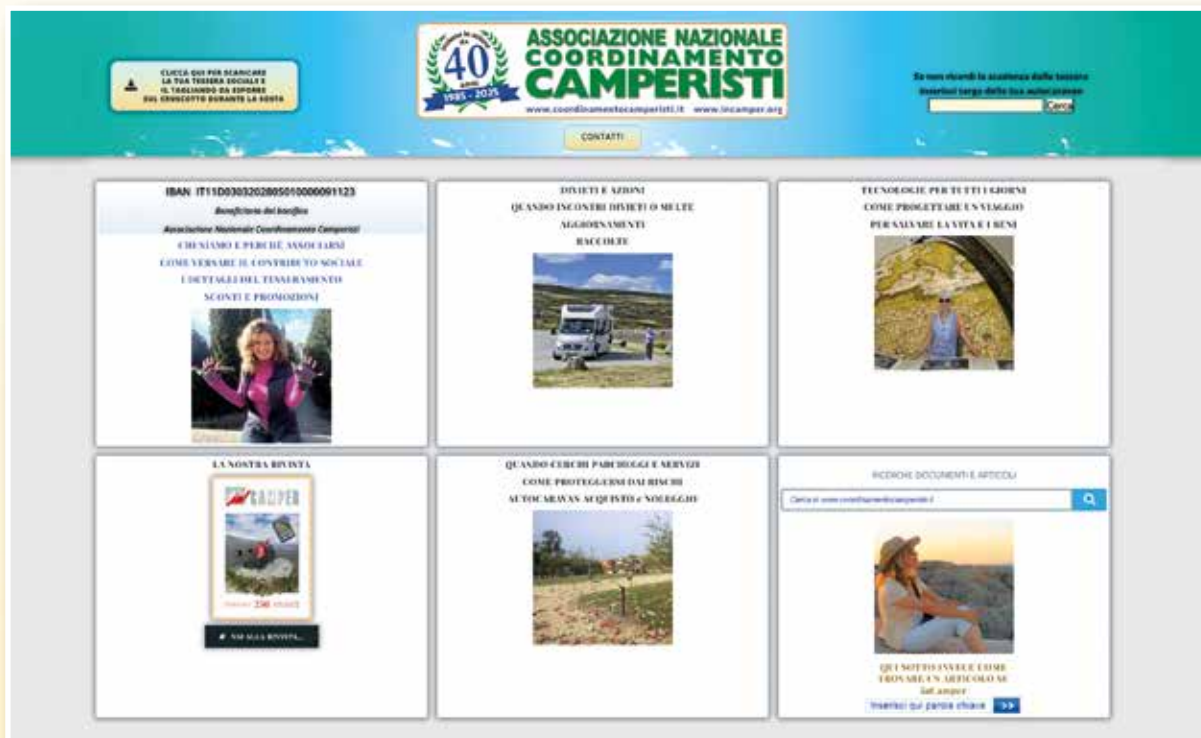 CLICCA QUI PER SCARICARE
LA TUA TESSERA SOCIALE E
IL TAGLIANDO DA ESPORRE
SUL CRUSCOTTO DURANTE LA SOSTA
40
anni
1985 - 2025
ASSOCIAZIONE NAZIONALE
COORDINAMENTO
CAMPERISTI
www.coordinamentocamperisti.it www.incamper.org
CONTATTI
Se non ricordi la scadenza della tessera
inserisci targa della tua autocaravan
Cerca
IBAN IT11D0303202805010000091123
Beneficiario del bonifico
Associazione Nazionale Coordinamento Camperisti
CHI SIAMO E PERCHÉ ASSOCIARSI
COME VERSARE IL CONTRIBUTO SOCIALE
I DETTAGLI DEL TESSERAMENTO
SCONTI E PROMOZIONI
DIVIETI E AZIONI
QUANDO INCONTRI DIVIETI O MULTE
AGGIORNAMENTI
RACCOLTE
TECNOLOGIE PER TUTTI I GIORNI
COME PROGETTARE UN VIAGGIO
PER SALVARE LA VITA E I BENI
LA NOSTRA RIVISTA
CAMPER
230
VAI ALLA RIVISTA...
QUANDO CERCHI PARCHEGGI E SERVIZI
COME PROTEGGERSI DAI RISCHI
AUTOCARAVAN ACQUISTO e NOLEGGIO
RICERCHE DOCUMENTI E ARTICOLI
Cerca in www.coordinamentocamperisti.it
QUI SOTTO INVECE COME
TROVARE UN ARTICOLO SU
inCamper
Inserisci qui parola chiave >>